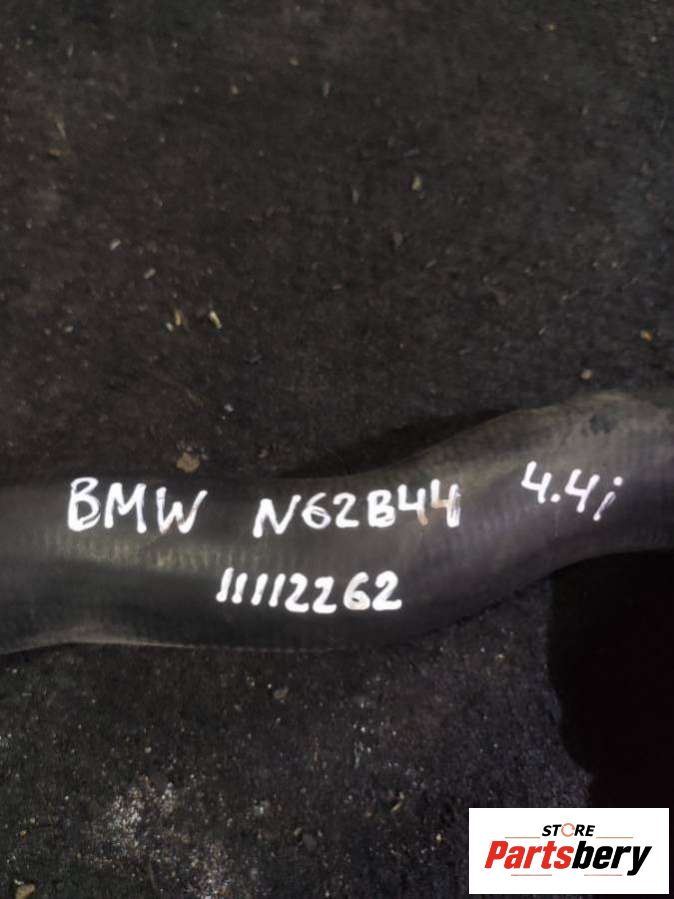 BMW N62B44 4.4i
11112262
STORE
Partsbery